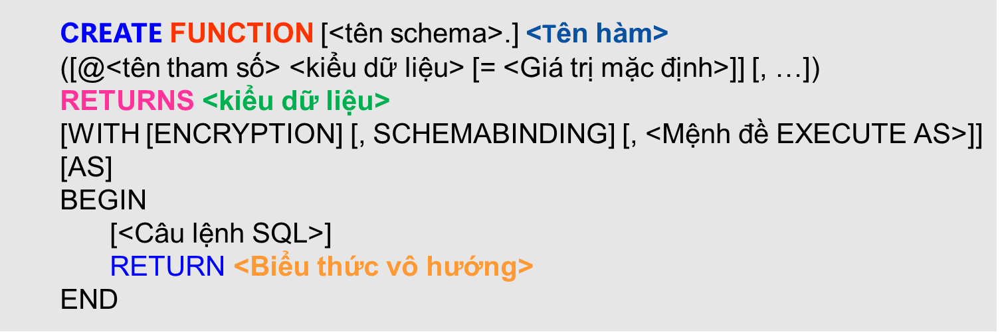 CREATE FUNCTION [<tên schema>.] <Tên hàm>
([@<tên tham số> <kiểu dữ liệu> [= <Giá trị mặc định>]] [, …])
RETURNS <kiểu dữ liệu>
[WITH [ENCRYPTION] [, SCHEMABINDING] [, <Mệnh đề EXECUTE AS>]]
[AS]
BEGIN
[<Câu lệnh SQL>]
RETURN <Biểu thức vô hướng>
END